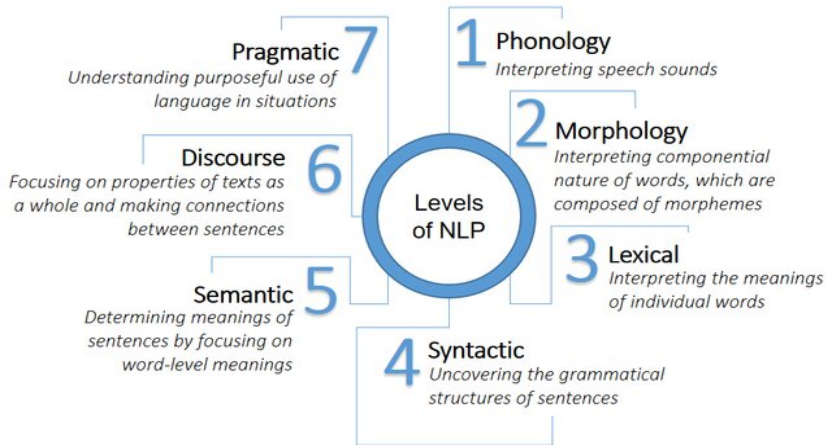 Levels
of NLP
1
Phonology
Interpreting speech sounds
2
Morphology
Interpreting componential
nature of words, which are
composed of morphemes
3
Lexical
Interpreting the meanings
of individual words
4
Syntactic
Uncovering the grammatical
structures of sentences
5
Semantic
Determining meanings of
sentences by focusing on
word-level meanings
6
Discourse
Focusing on properties of texts as
a whole and making connections
between sentences
7
Pragmatic
Understanding purposeful use of
language in situations